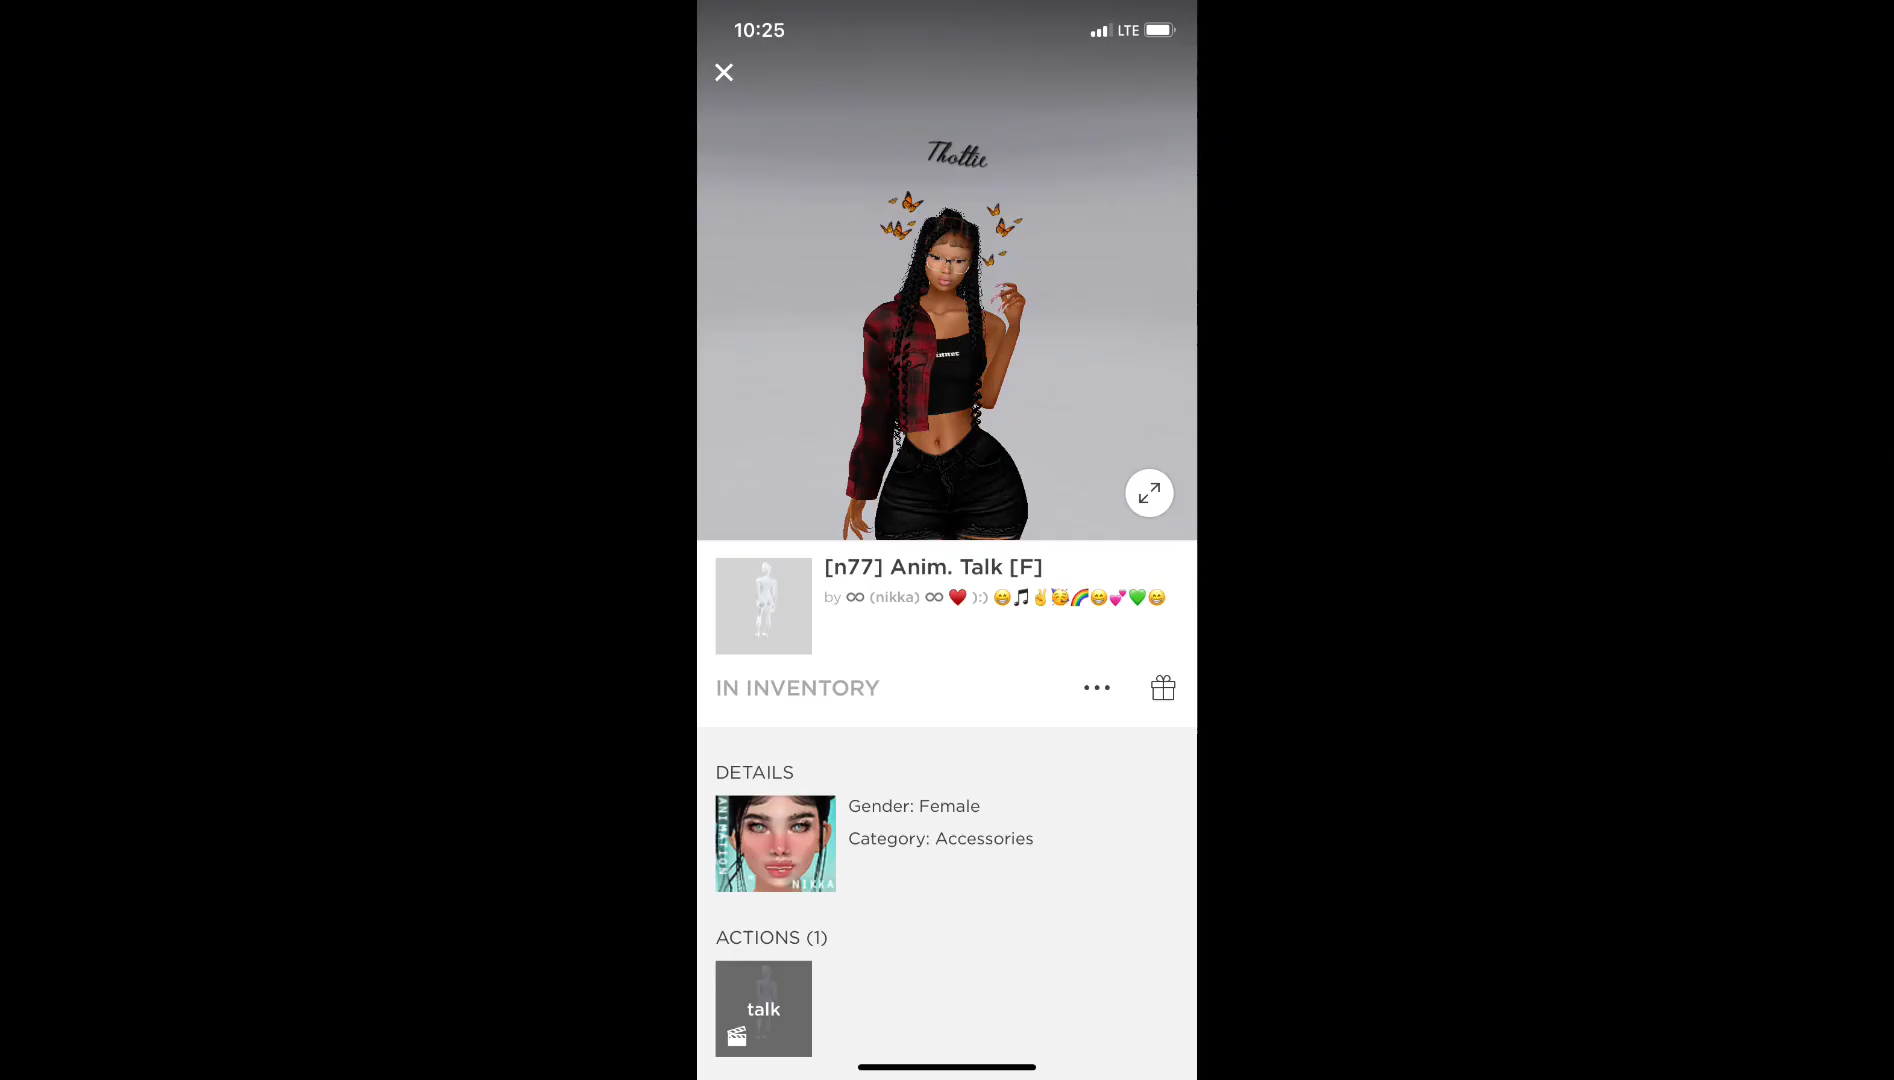 10:25
LTE
Thottie
[n77] Anim. Talk [F]
by ∞ (nikka) ∞ ❤️ ):) 😁🎵✌️🥳🌈😁💕💚😁
IN INVENTORY
DETAILS
ANIMATION
NIKKA
Gender: Female
Category: Accessories
ACTIONS (1)
talk